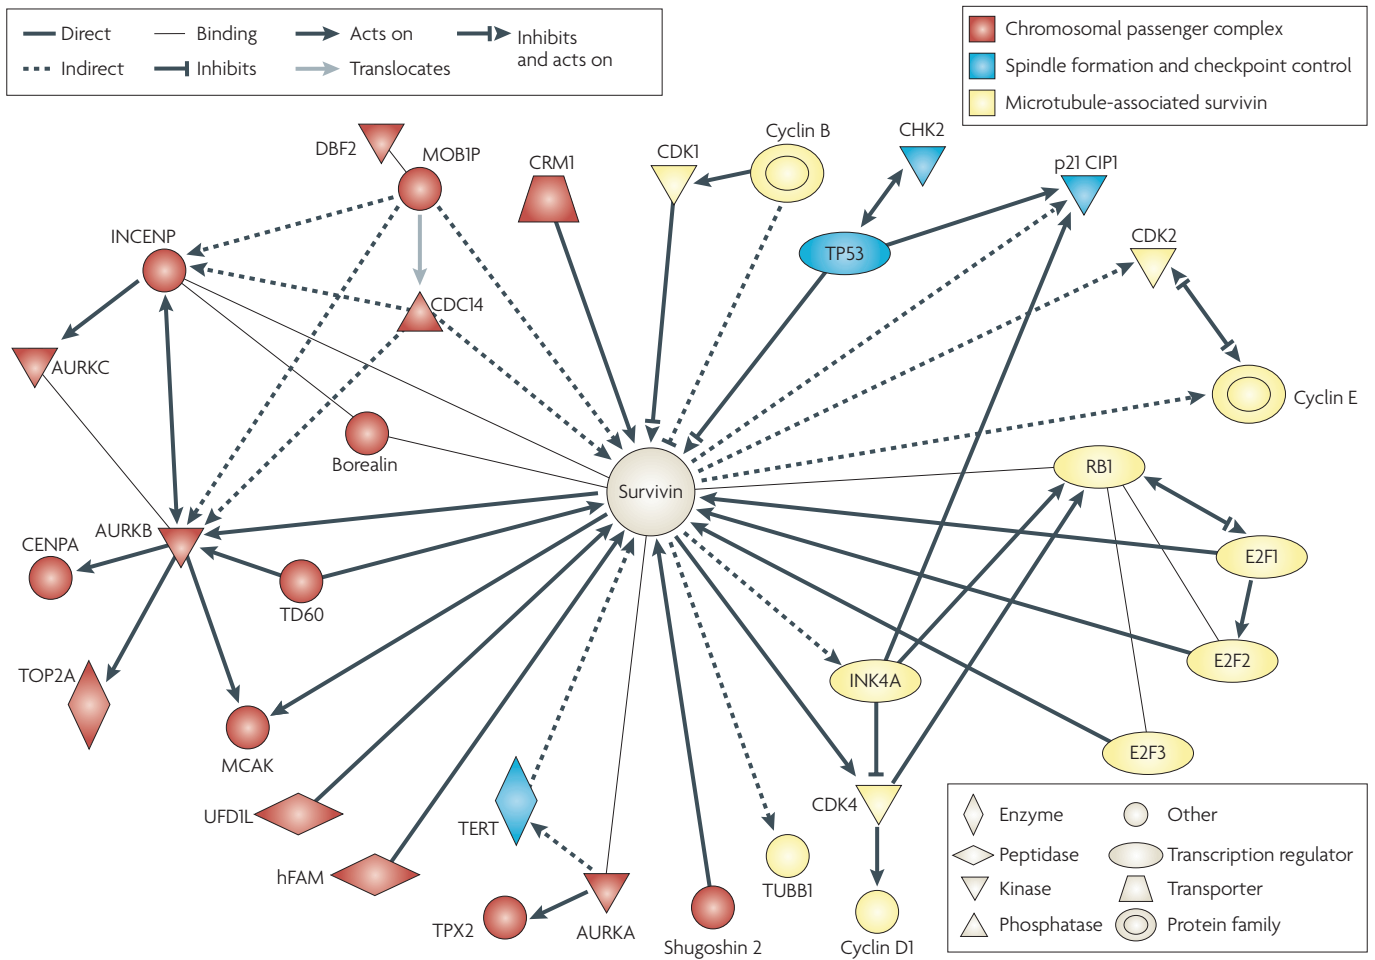 Direct
Binding
Acts on
Inhibits
and acts on
Indirect
Inhibits
Translocates
Chromosomal passenger complex
Spindle formation and checkpoint control
Microtubule-associated survivin
DBF2
MOB1P
CRM1
CDK1
Cyclin B
CHK2
p21 CIP1
INCENP
TP53
CDK2
CDC14
AURKC
Cyclin E
Borealin
RB1
Survivin
AURKB
CENPA
E2F1
TD60
TOP2A
E2F2
INK4A
MCAK
E2F3
UFD1L
TERT
CDK4
hFAM
TUBB1
TPX2
AURKA
Shugoshin 2
Cyclin D1
Enzyme
Other
Peptidase
Transcription regulator
Kinase
Transporter
Phosphatase
Protein family